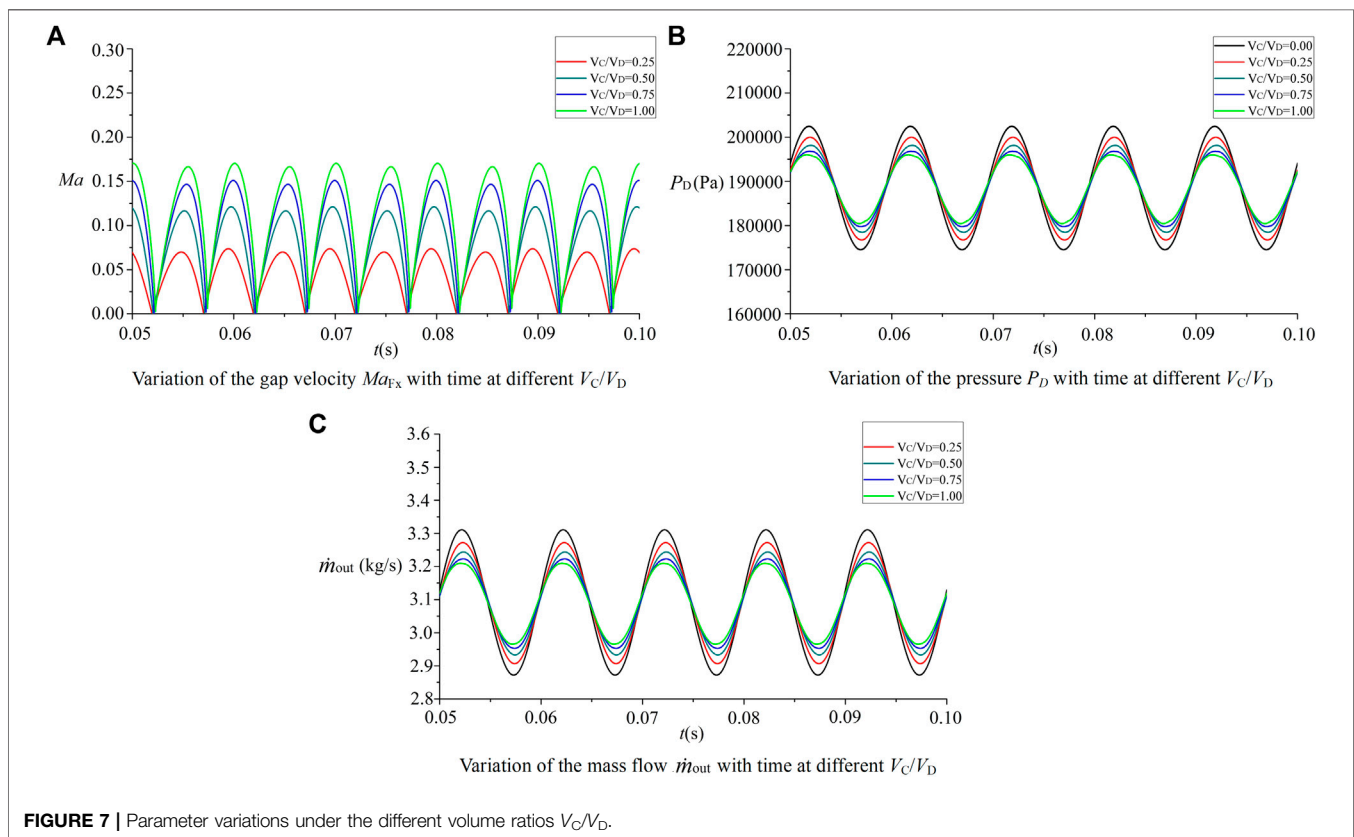 A
0.30
0.25
0.20
Ma 0.15
0.10
0.05
0.00
0.05 0.06 0.07 0.08 0.09 0.10
t(s)
VC/VD=0.25
VC/VD=0.50
VC/VD=0.75
VC/VD=1.00
Variation of the gap velocity MaFx with time at different VC/VD
B
220000
210000
200000
PD(Pa) 190000
180000
170000
160000
0.05 0.06 0.07 0.08 0.09 0.10
t(s)
VC/VD=0.00
VC/VD=0.25
VC/VD=0.50
VC/VD=0.75
VC/VD=1.00
Variation of the pressure PD with time at different VC/VD
C
3.6
3.5
3.4
3.3
ṁout (kg/s) 3.2
3.1
3.0
2.9
2.8
0.05 0.06 0.07 0.08 0.09 0.10
t(s)
VC/VD=0.25
VC/VD=0.50
VC/VD=0.75
VC/VD=1.00
Variation of the mass flow ṁout with time at different VC/VD
FIGURE 7 | Parameter variations under the different volume ratios VC/VD.